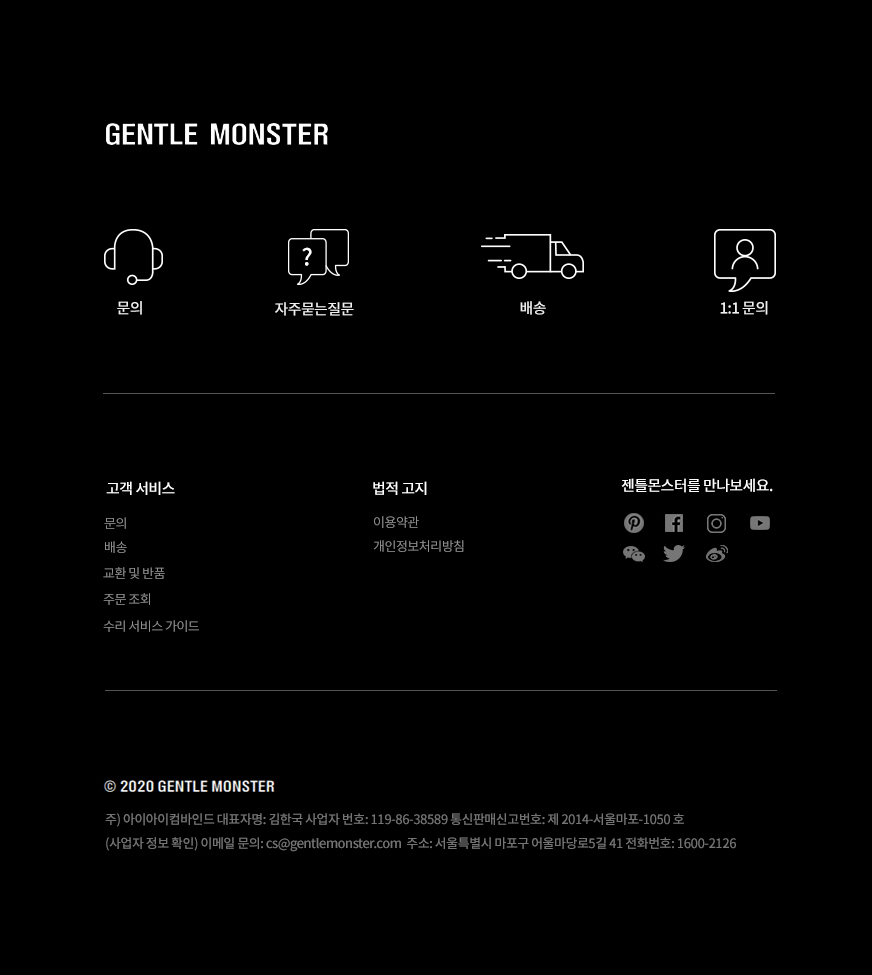 GENTLE MONSTER
?
문의 자주묻는질문 배송 1:1 문의
고객 서비스
문의
배송
교환 및 반품
주문 조회
수리 서비스 가이드
법적 고지
이용약관
개인정보처리방침
젠틀몬스터를 만나보세요.
© 2020 GENTLE MONSTER
주) 아이아이컴바인드 대표자명: 김한국 사업자 번호: 119-86-38589 통신판매신고번호: 제 2014-서울마포-1050 호
(사업자 정보 확인) 이메일 문의: cs@gentlemonster.com 주소: 서울특별시 마포구 어울마당로5길 41 전화번호: 1600-2126